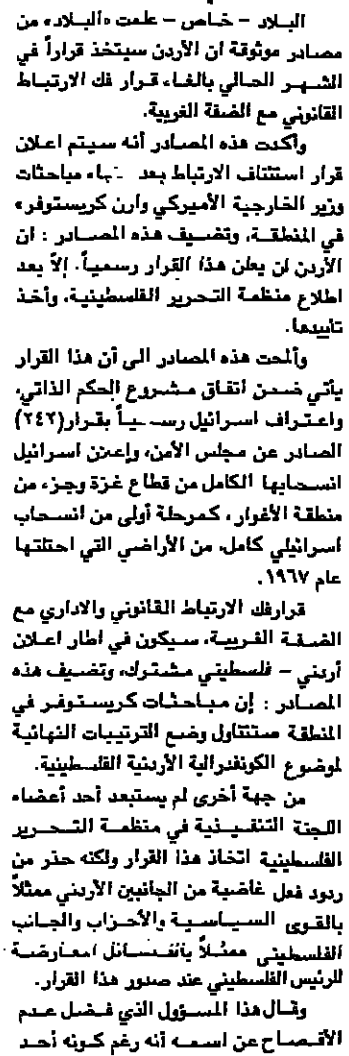 البلاد - خاص - علمت «البلاد» من
مصادر موثوقة ان الأردن سيتخذ قراراً في
الشهر الحالي بالغاء قرار فك الارتباط
القانوني مع الضفة الغربية.
وأكدت هذه المصادر أنه سيتم اعلان
قرار استئناف الارتباط بعد مباحثات
وزير الخارجية الأميركي وارن كريستوفر»
في المنطقة، وتضيف هذه المصادر : ان
الأردن لن يعلن هذا القرار رسمياً. إلاّ بعد
اطلاع منظمة التحرير الفلسطينية، وأخذ
تأييدها.
وألمحت هذه المصادر الى أن هذا القرار
يأتي ضمن اتفاق مشروع الحكم الذاتي،
واعتراف اسرائيل رسمياً بقرار(٢٤٢)
الصادر عن مجلس الأمن، وإعلان اسرائيل
انسحابها الكامل من قطاع غزة وجزء من
منطقة الأغوار، كمرحلة أولى من انسحاب
اسرائيلي كامل، من الأراضي التي احتلتها
عام ١٩٦٧.
قرارفك الارتباط القانوني والاداري مع
الضفة الغربية، سيكون في اطار اعلان
أردني - فلسطيني مشترك، وتضيف هذه
المصادر : إن مباحثات كريستوفر في
المنطقة ستتناول وضع الترتيبات النهائية
لموضوع الكونفدرالية الأردنية الفلسطينية.
من جهة أخرى لم يستبعد أحد أعضاء
اللجنة التنفيذية في منظمة التحرير
الفلسطينية اتخاذ هذا القرار ولكنه حذر من
ردود فعل غاضبة من الجانبين الأردني ممثلاً
بالقوى السياسية والأحزاب والجانب
الفلسطيني ممثلاً بالفصائل المعارضة
للرئيس الفلسطيني عند صدور هذا القرار.
وقال هذا المسؤول الذي فضل عدم
الأفصاح عن اسمه أنه رغم كونه أحد